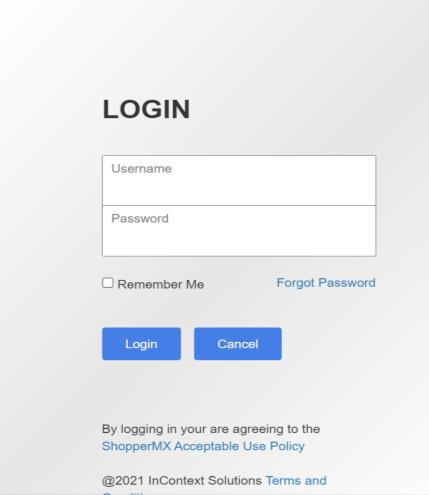 LOGIN
Username
Password
Remember Me
Forgot Password
Login
Cancel
By logging in your are agreeing to the
ShopperMX Acceptable Use Policy
@2021 InContext Solutions Terms and